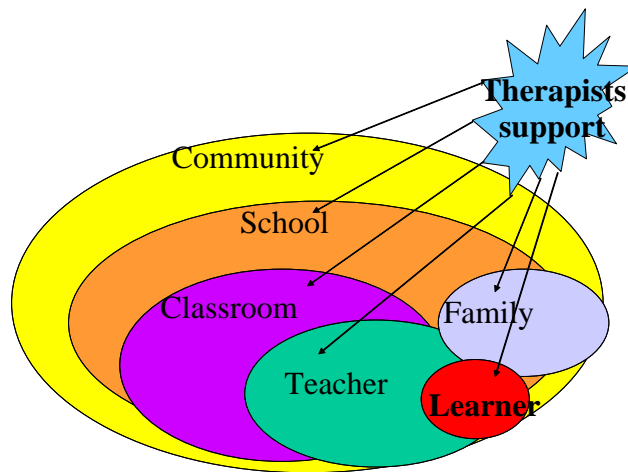 Therapists
support
Community
School
Classroom
Family
Teacher
Learner